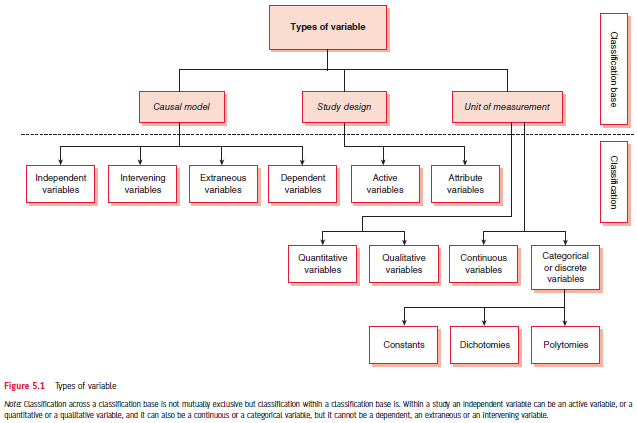 Types of variable
Classification base
Causal model
Study design
Unit of measurement
Classification
Independent
variables
Intervening
variables
Extraneous
variables
Dependent
variables
Active
variables
Attribute
variables
Quantitative
variables
Qualitative
variables
Continuous
variables
Categorical
or discrete
variables
Constants
Dichotomies
Polytomies
Figure 5.1 Types of variable
Note: Classification across a classification base is not mutually exclusive but classification within a classification base is. Within a study an independent variable can be an active variable, or a
quantitative or a qualitative variable, and it can also be a continuous or a categorical variable, but it cannot be a dependent, an extraneous or an intervening variable.